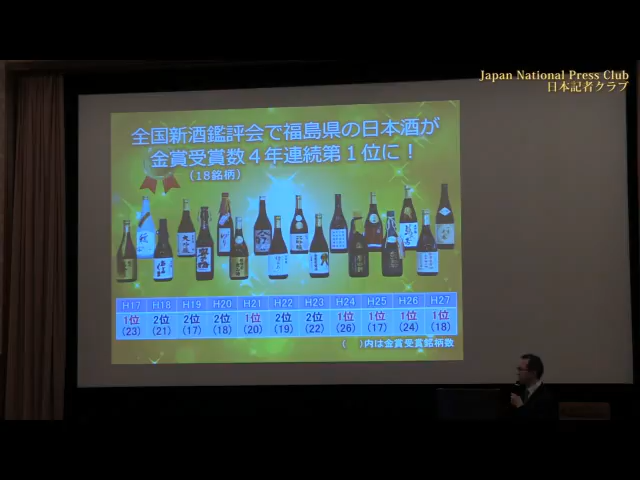 Japan National Press Club
日本記者クラブ
全国新酒鑑評会で福島県の日本酒が
金賞受賞数４年連続第１位に！
（18銘柄）
H17 H18 H19 H20 H21 H22 H23 H24 H25 H26 H27
1位 2位 2位 2位 1位 2位 2位 1位 1位 1位 1位
(23) (21) (17) (18) (20) (19) (22) (26) (17) (24) (18)
（　）内は金賞受賞銘柄数